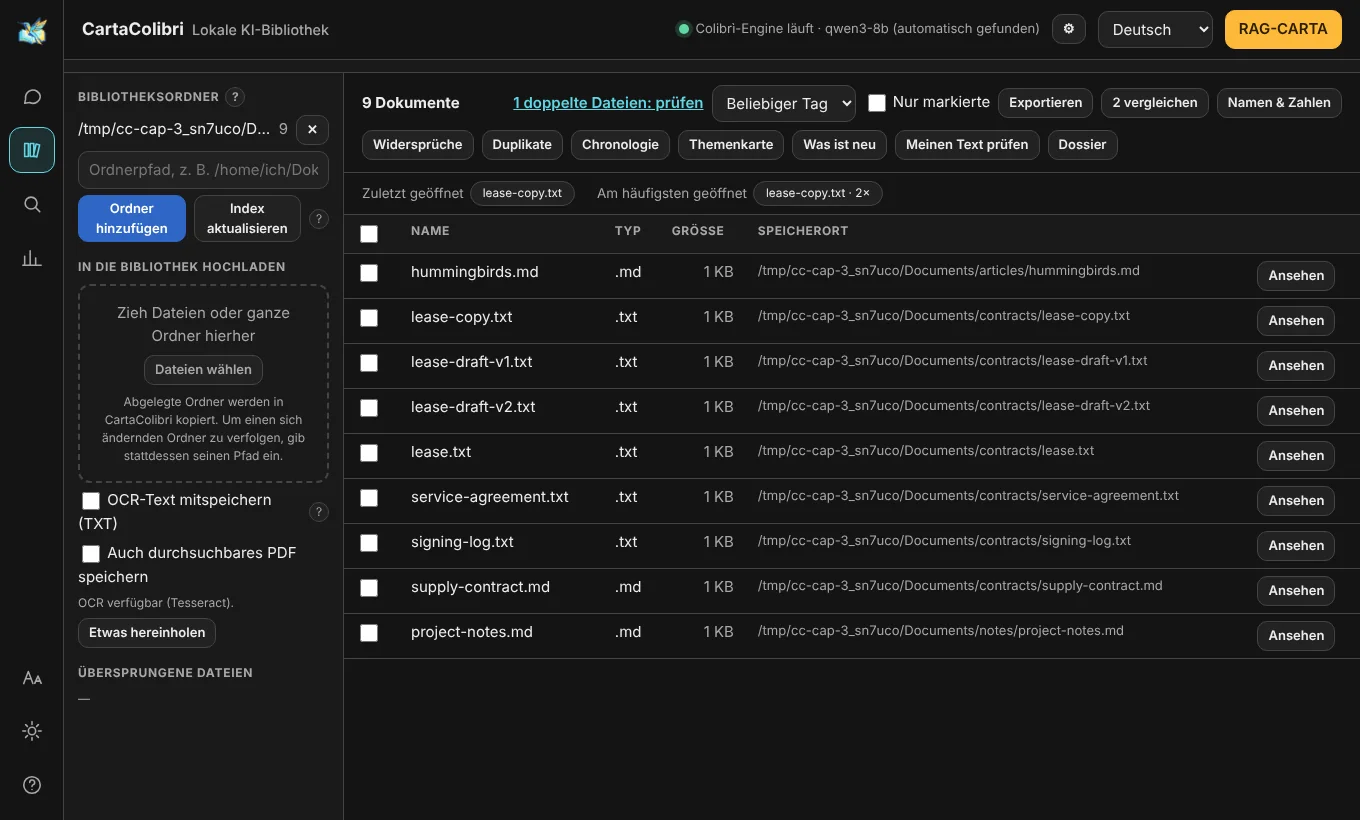 CartaColibri Lokale KI-Bibliothek
Colibrì-Engine läuft · qwen3-8b (automatisch gefunden)
Deutsch
RAG-CARTA
BIBLIOTHEKSORDNER ?
/tmp/cc-cap-3_sn7uco/D... 9 ×
Ordnerpfad, z. B. /home/ich/Dok
Ordner
hinzufügen
Index
aktualisieren
?
IN DIE BIBLIOTHEK HOCHLADEN
Zieh Dateien oder ganze
Ordner hierher
Dateien wählen
Abgelegte Ordner werden in
CartaColibri kopiert. Um einen sich
ändernden Ordner zu verfolgen, gib
stattdessen seinen Pfad ein.
OCR-Text mitspeichern
(TXT)
?
Auch durchsuchbares PDF
speichern
OCR verfügbar (Tesseract).
Etwas hereinholen
ÜBERSPRUNGENE DATEIEN
—
AA
?
9 Dokumente
1 doppelte Dateien: prüfen
Beliebiger Tag
Nur markierte
Exportieren
2 vergleichen
Namen & Zahlen
Widersprüche
Duplikate
Chronologie
Themenkarte
Was ist neu
Meinen Text prüfen
Dossier
Zuletzt geöffnet lease-copy.txt Am häufigsten geöffnet lease-copy.txt · 2×
NAME TYP GRÖSSE SPEICHERORT
hummingbirds.md .md 1 KB /tmp/cc-cap-3_sn7uco/Documents/articles/hummingbirds.md Ansehen
lease-copy.txt .txt 1 KB /tmp/cc-cap-3_sn7uco/Documents/contracts/lease-copy.txt Ansehen
lease-draft-v1.txt .txt 1 KB /tmp/cc-cap-3_sn7uco/Documents/contracts/lease-draft-v1.txt Ansehen
lease-draft-v2.txt .txt 1 KB /tmp/cc-cap-3_sn7uco/Documents/contracts/lease-draft-v2.txt Ansehen
lease.txt .txt 1 KB /tmp/cc-cap-3_sn7uco/Documents/contracts/lease.txt Ansehen
service-agreement.txt .txt 1 KB /tmp/cc-cap-3_sn7uco/Documents/contracts/service-agreement.txt Ansehen
signing-log.txt .txt 1 KB /tmp/cc-cap-3_sn7uco/Documents/contracts/signing-log.txt Ansehen
supply-contract.md .md 1 KB /tmp/cc-cap-3_sn7uco/Documents/contracts/supply-contract.md Ansehen
project-notes.md .md 1 KB /tmp/cc-cap-3_sn7uco/Documents/notes/project-notes.md Ansehen